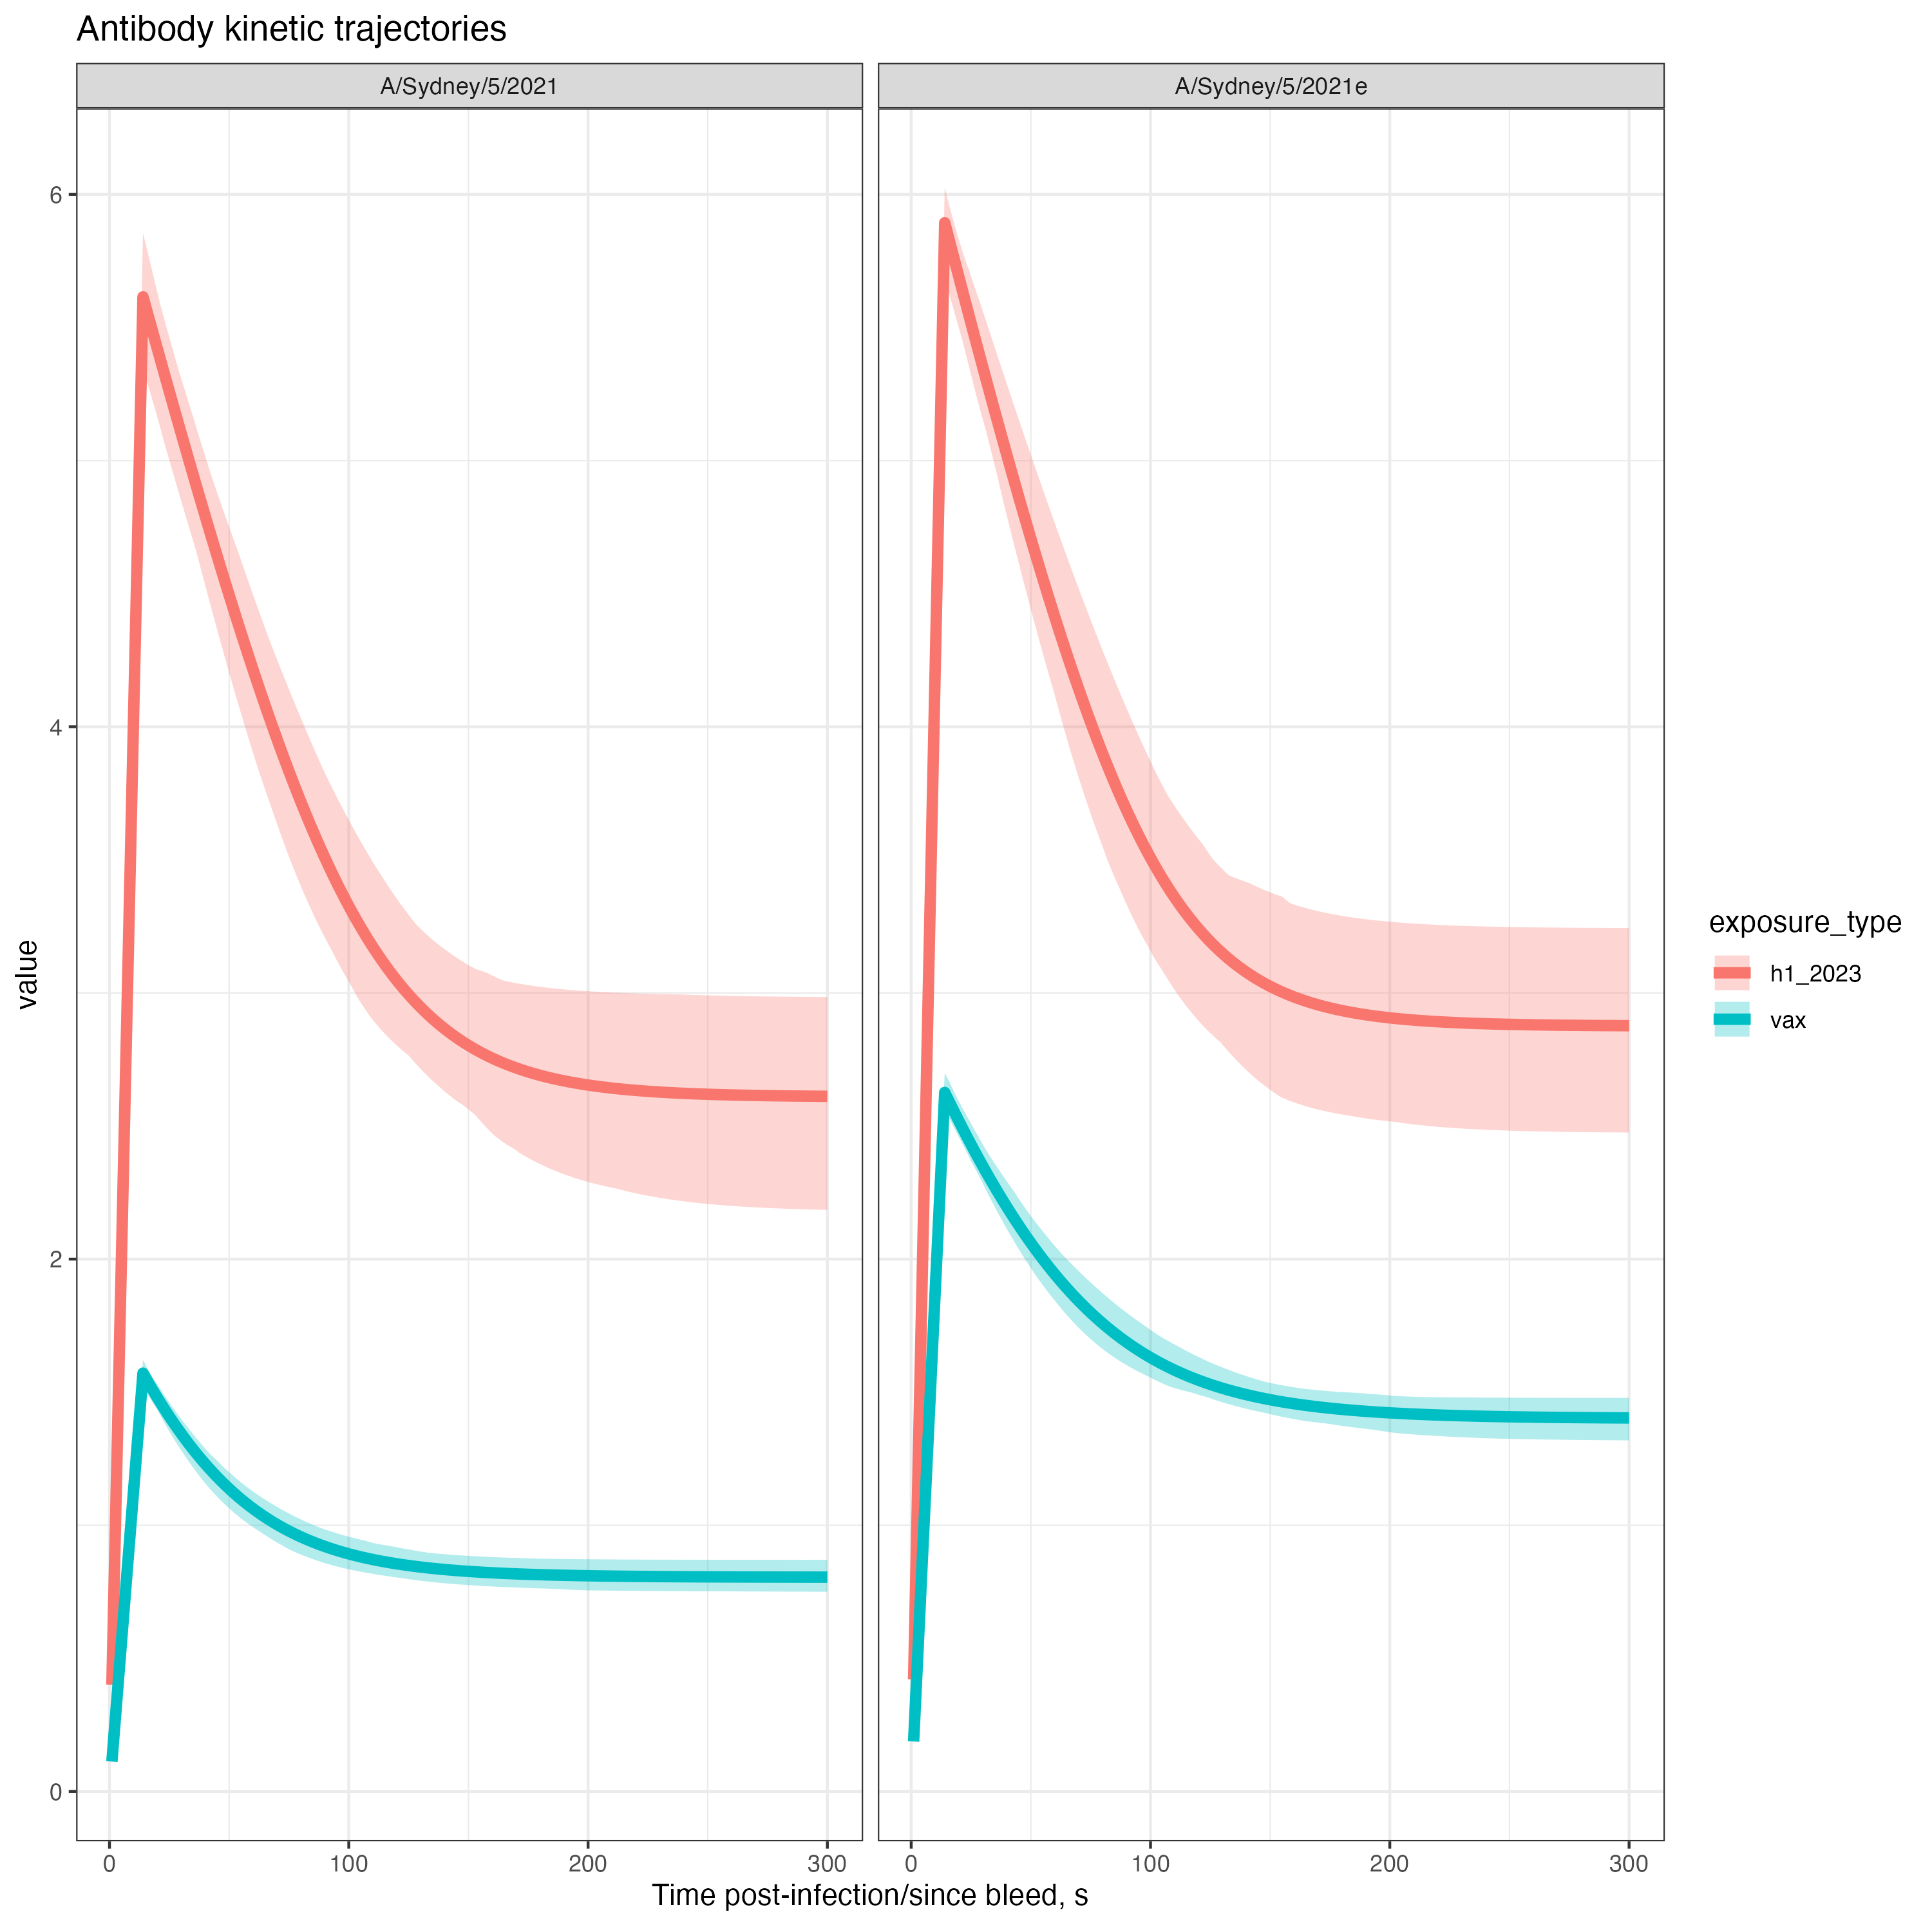 Antibody kinetic trajectories
A/Sydney/5/2021
A/Sydney/5/2021e
6
4
2
0
value
0 100 200 300
0 100 200 300
Time post-infection/since bleed, s
exposure_type
h1_2023
vax